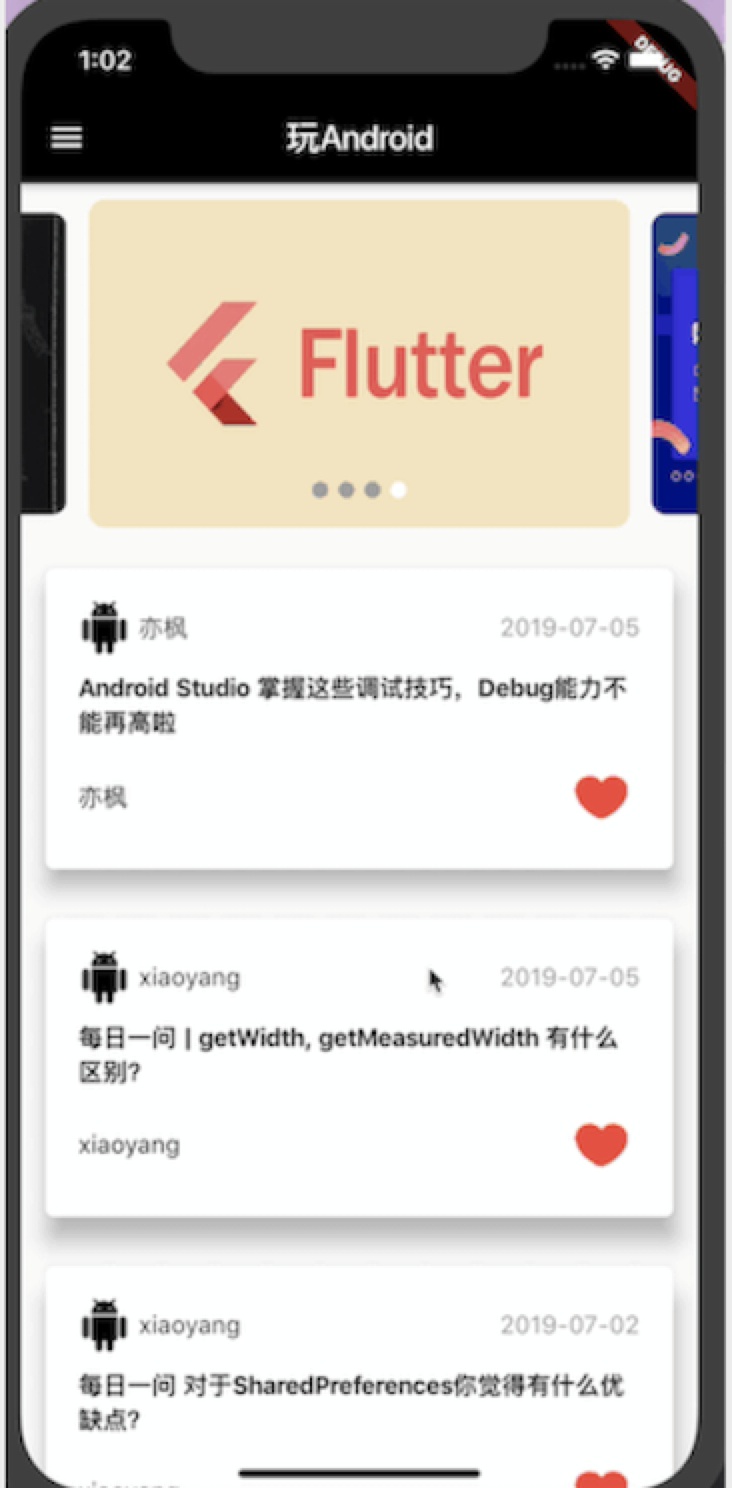 1:02
DEBUG
玩Android
Flutter
亦枫
2019-07-05
Android Studio 掌握这些调试技巧，Debug能力不
能再高啦
亦枫
xiaoyang
2019-07-05
每日一问 | getWidth, getMeasuredWidth 有什么
区别?
xiaoyang
xiaoyang
2019-07-02
每日一问 对于SharedPreferences你觉得有什么优
缺点?